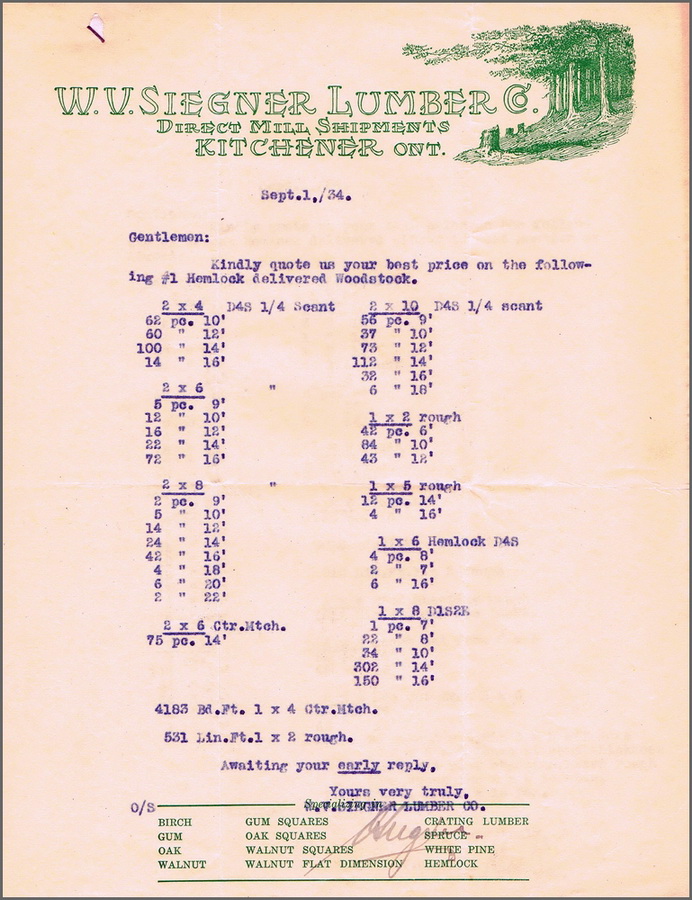 W.V. SIEGNER LUMBER Co.
DIRECT MILL SHIPMENTS
KITCHENER ONT.
Sept.1,/34.
Gentlemen:
Kindly quote us your best price on the follow-
ing #1 Hemlock delivered Woodstock.
2 x 4 D4S 1/4 Scant
62 pc. 10'
60 " 12'
100 " 14'
14 " 16'
2 x 6 "
5 pc. 9'
12 " 10'
16 " 12'
22 " 14'
72 " 16'
2 x 8 "
2 pc. 9'
5 " 10'
14 " 12'
24 " 14'
42 " 16'
4 " 18'
6 " 20'
2 " 22'
2 x 6 Ctr.Mtch.
75 pc. 14'
2 x 10 D4S 1/4 scant
56 pc. 9'
37 " 10'
73 " 12'
112 " 14'
32 " 16'
6 " 18'
1 x 2 rough
42 pc. 6'
84 " 10'
43 " 12'
1 x 5 rough
12 pc. 14'
4 " 16'
1 x 6 Hemlock D4S
4 pc. 8'
2 " 7'
6 " 16'
1 x 8 D1S2E
1 pc. 7'
22 " 8'
34 " 10'
302 " 14'
150 " 16'
4183 Bd.Ft. 1 x 4 Ctr.Mtch.
531 Lin.Ft.1 x 2 rough.
Awaiting your early reply,
Yours very truly,
O/S W.V.SIEGNER LUMBER CO.
Specializing in
BIRCH GUM SQUARES CRATING LUMBER
GUM OAK SQUARES SPRUCE
OAK WALNUT SQUARES WHITE PINE
WALNUT WALNUT FLAT DIMENSION HEMLOCK